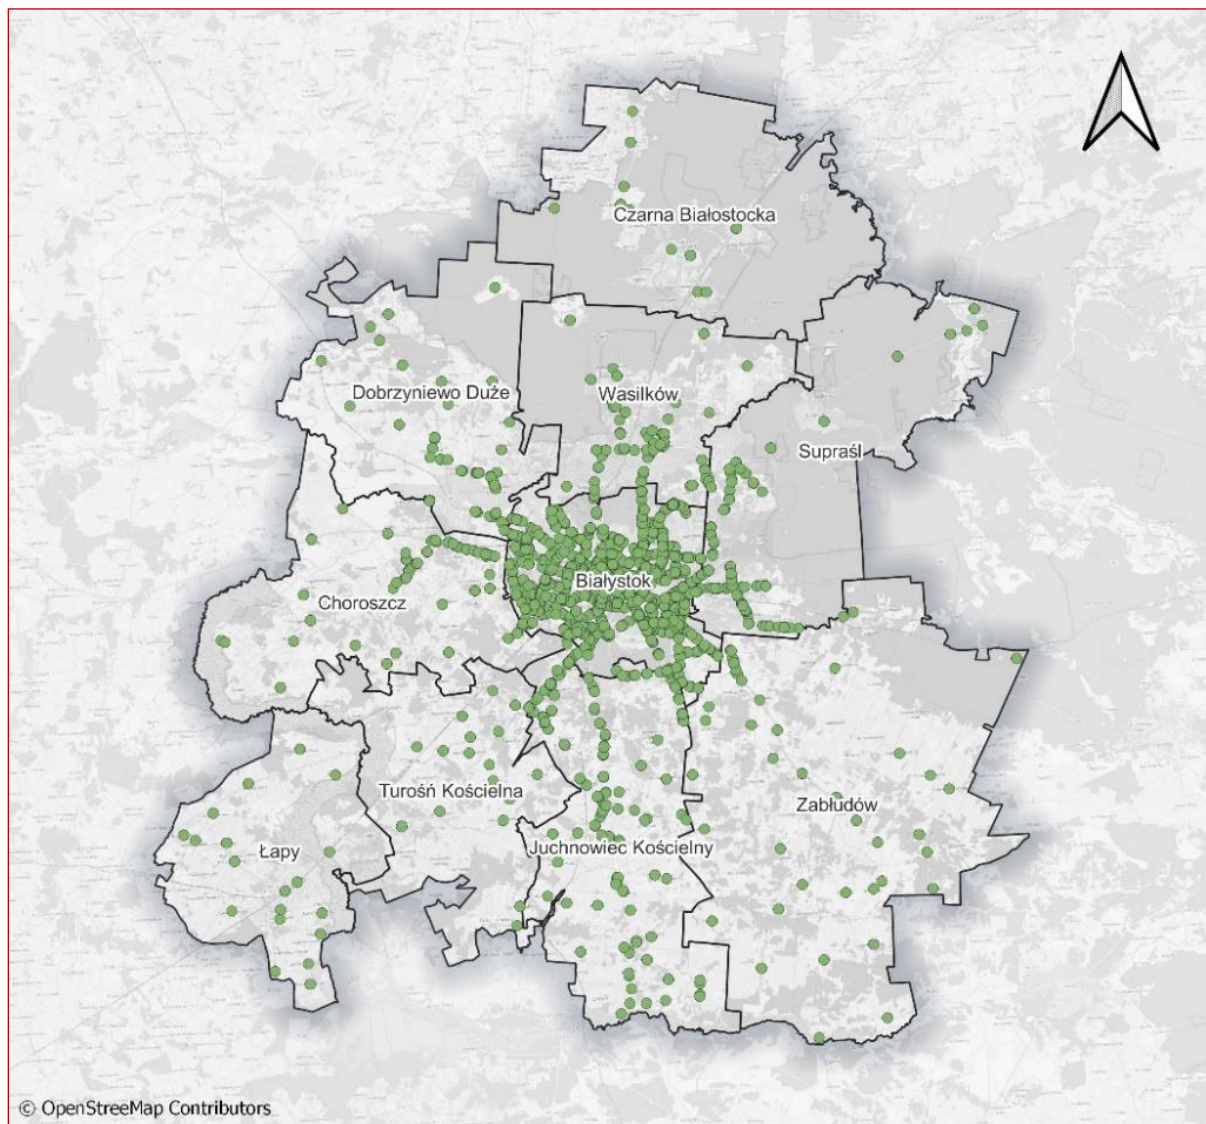 Czarna Białostocka
Dobrzyniewo Duże
Wasilków
Supraśl
Białystok
Choroszcz
Turośń Kościelna
Zabłudów
Łapy
Juchnowiec Kościelny
© OpenStreeMap Contributors